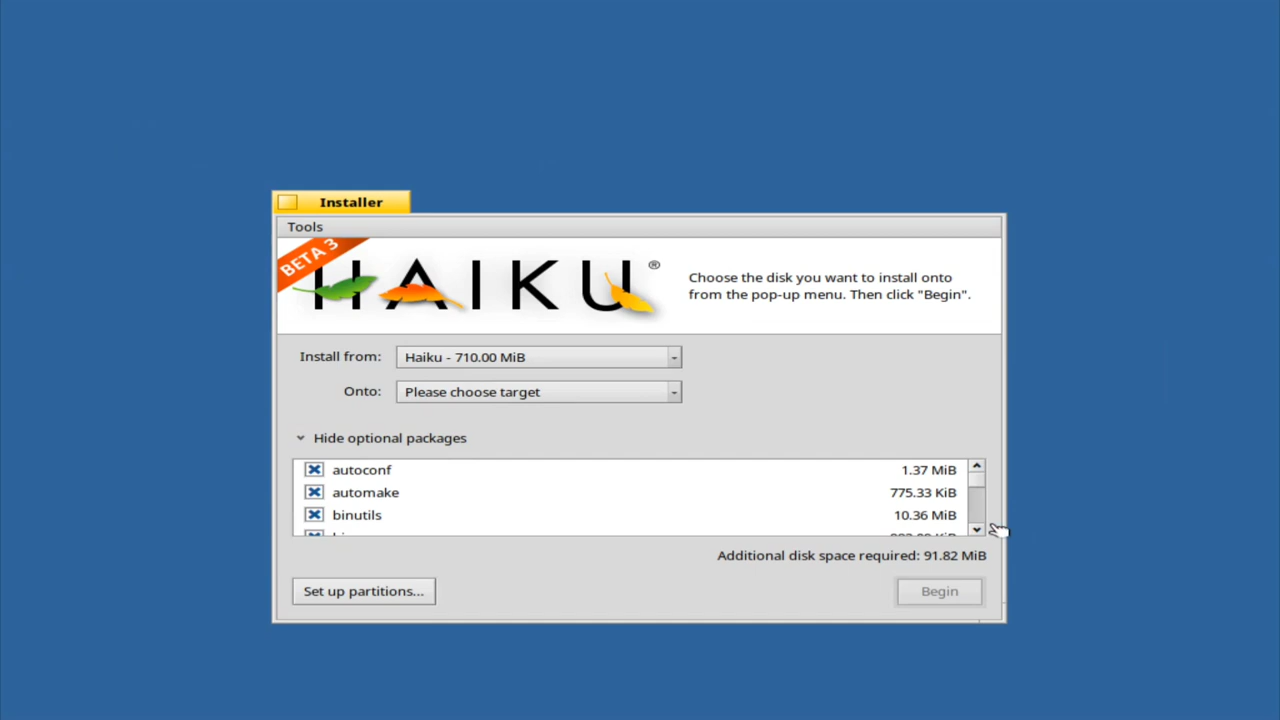 Installer
Tools
BETA 3
HAIKU®
Choose the disk you want to install onto
from the pop-up menu. Then click "Begin".
Install from: Haiku - 710.00 MiB
Onto: Please choose target
Hide optional packages
autoconf 1.37 MiB
automake 775.33 KiB
binutils 10.36 MiB
Additional disk space required: 91.82 MiB
Set up partitions... Begin